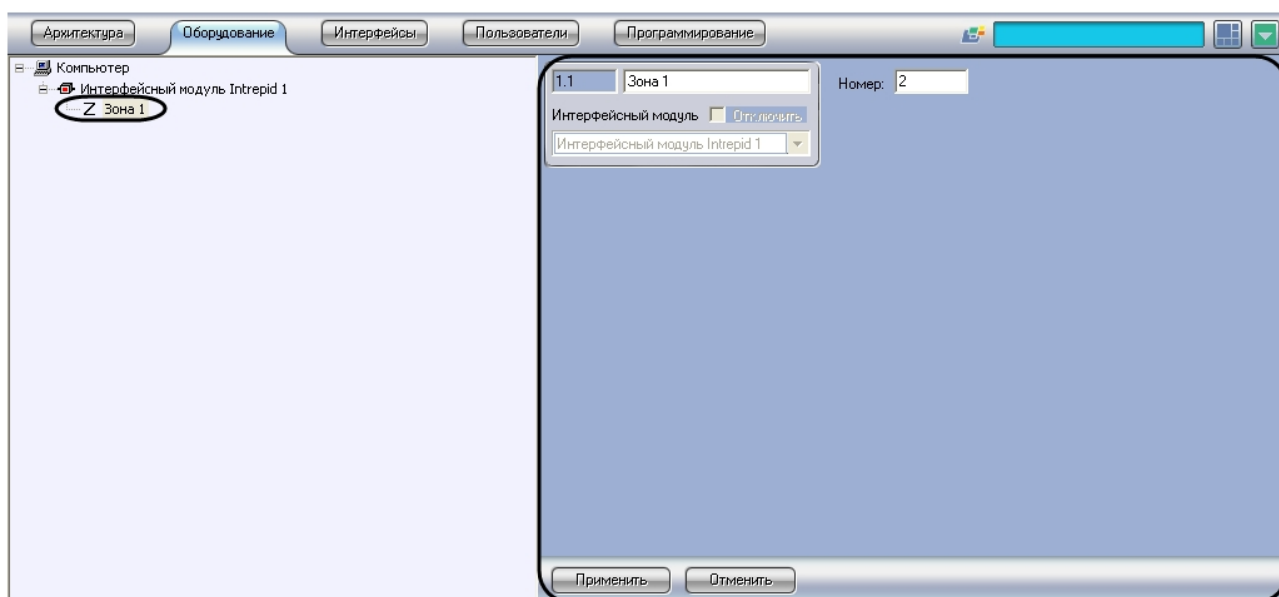 Архитектура Оборудование Интерфейсы Пользователи Программирование
Компьютер
Интерфейсный модуль Intrepid 1
Z Зона 1
1.1 Зона 1 Номер: 2
Интерфейсный модуль Отключить
Интерфейсный модуль Intrepid 1
Применить Отменить